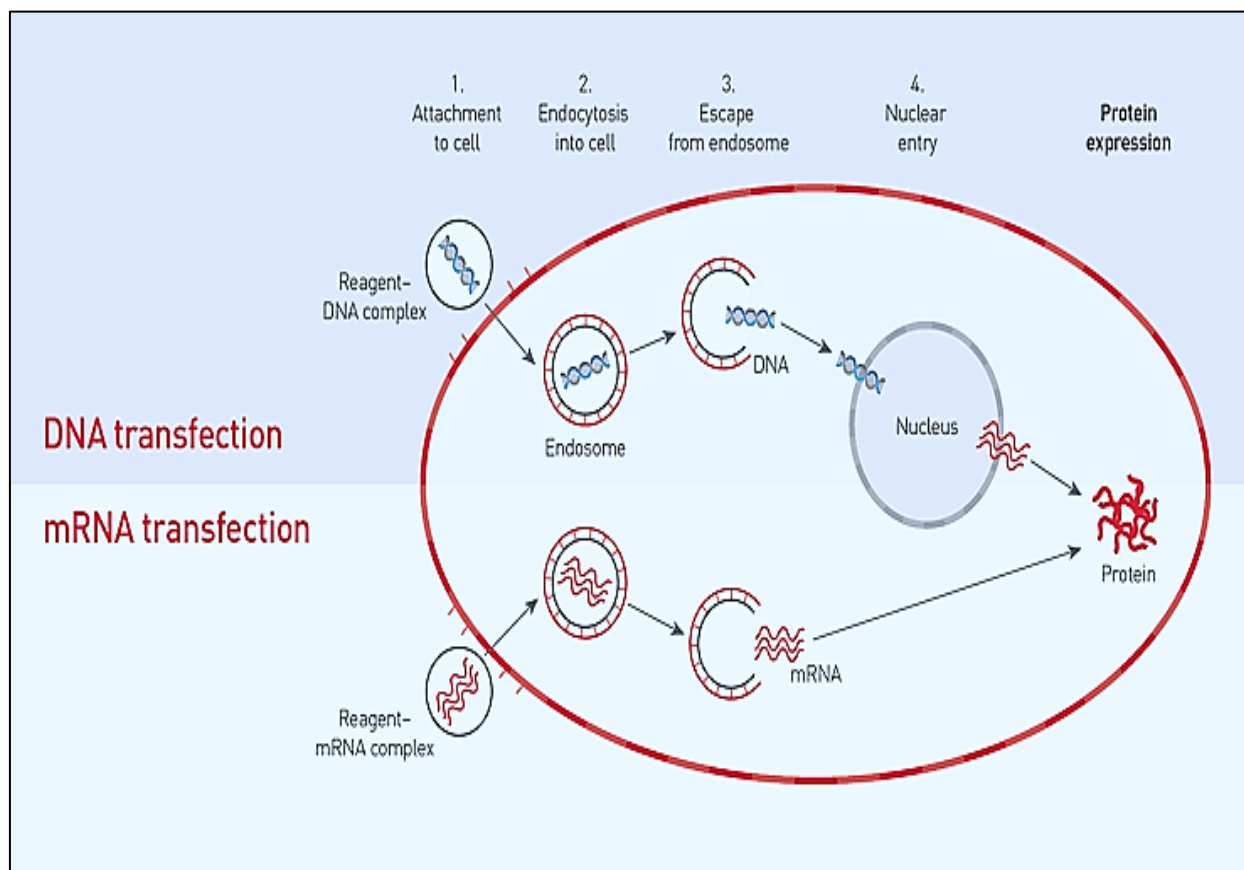 1.
Attachment
to cell
2.
Endocytosis
into cell
3.
Escape
from endosome
4.
Nuclear
entry
Protein
expression
Reagent–
DNA complex
DNA
Endosome
Nucleus
DNA transfection
mRNA transfection
Protein
mRNA
Reagent–
mRNA complex